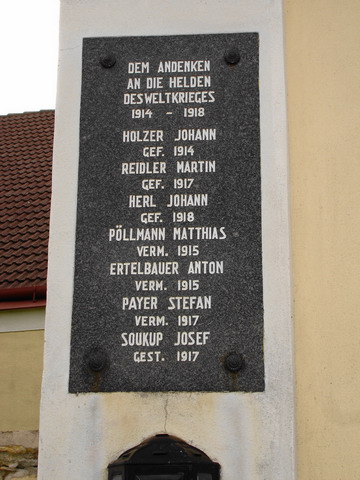 DEM ANDENKEN
AN DIE HELDEN
DESWELTKRIEGES
1914 - 1918
HOLZER JOHANN
GEF. 1914
REIDLER MARTIN
GEF. 1917
HERL JOHANN
GEF. 1918
PÖLLMANN MATTHIAS
VERM. 1915
ERTELBAUER ANTON
VERM. 1915
PAYER STEFAN
VERM. 1917
SOUKUP JOSEF
GEST. 1917